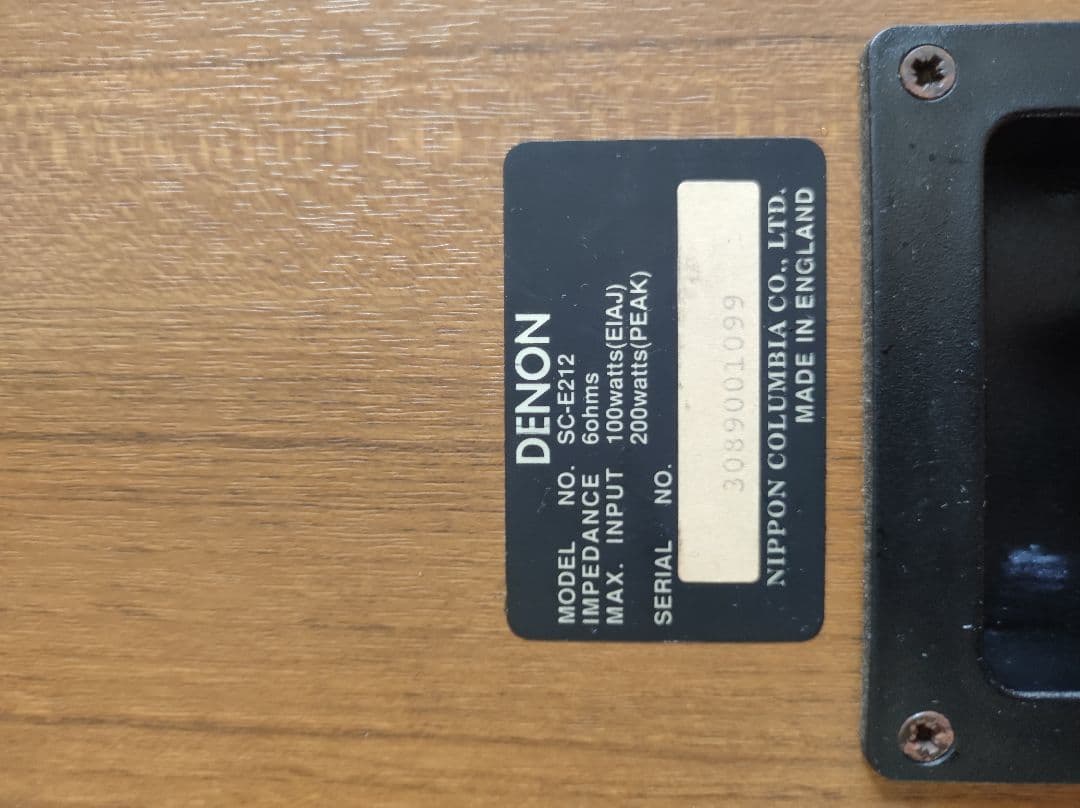 DENON
MODEL NO. SC-E212
IMPEDANCE 6ohms
MAX. INPUT 100watts(EIAJ)
200watts(PEAK)
SERIAL NO.
3089001099
NIPPON COLUMBIA CO., LTD.
MADE IN ENGLAND